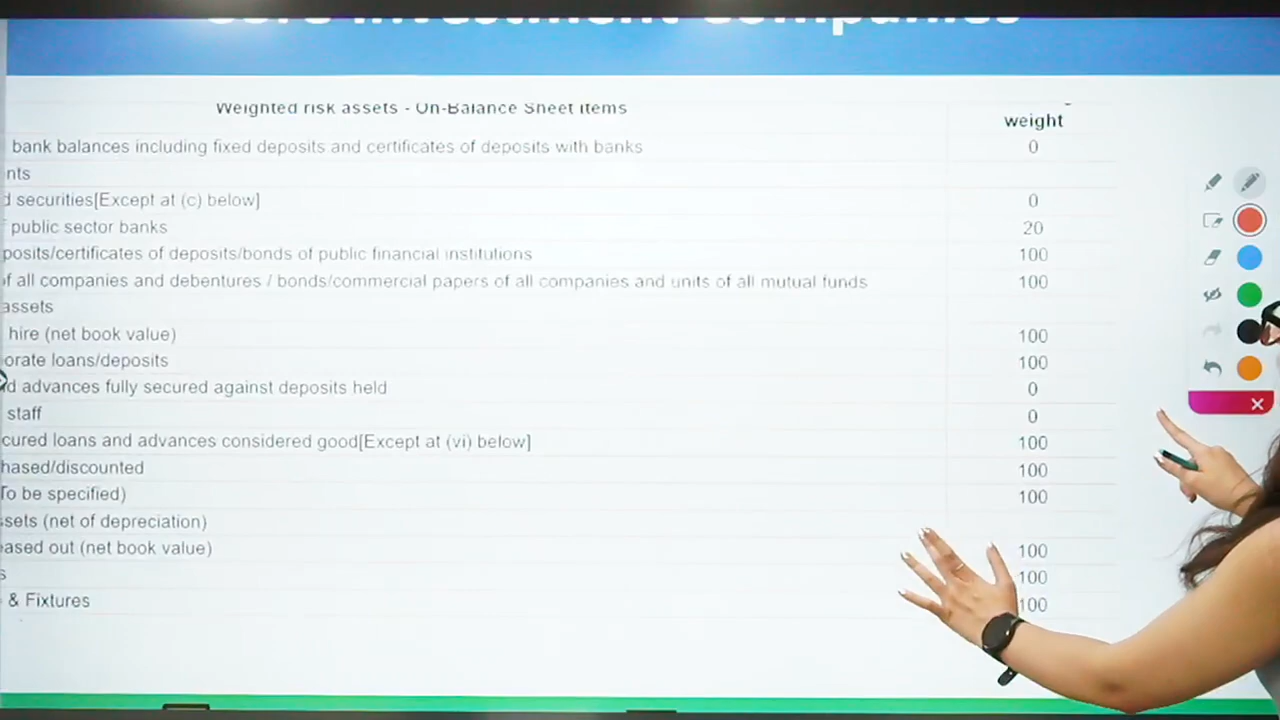 Core Investment Companies
Weighted risk assets - On-Balance Sheet items
weight
bank balances including fixed deposits and certificates of deposits with banks 0
nts
d securities[Except at (c) below] 0
public sector banks 20
posits/certificates of deposits/bonds of public financial institutions 100
of all companies and debentures / bonds/commercial papers of all companies and units of all mutual funds 100
assets
hire (net book value) 100
orate loans/deposits 100
d advances fully secured against deposits held 0
staff 0
cured loans and advances considered good[Except at (vi) below] 100
hased/discounted 100
To be specified) 100
ssets (net of depreciation)
eased out (net book value) 100
s 100
& Fixtures 100